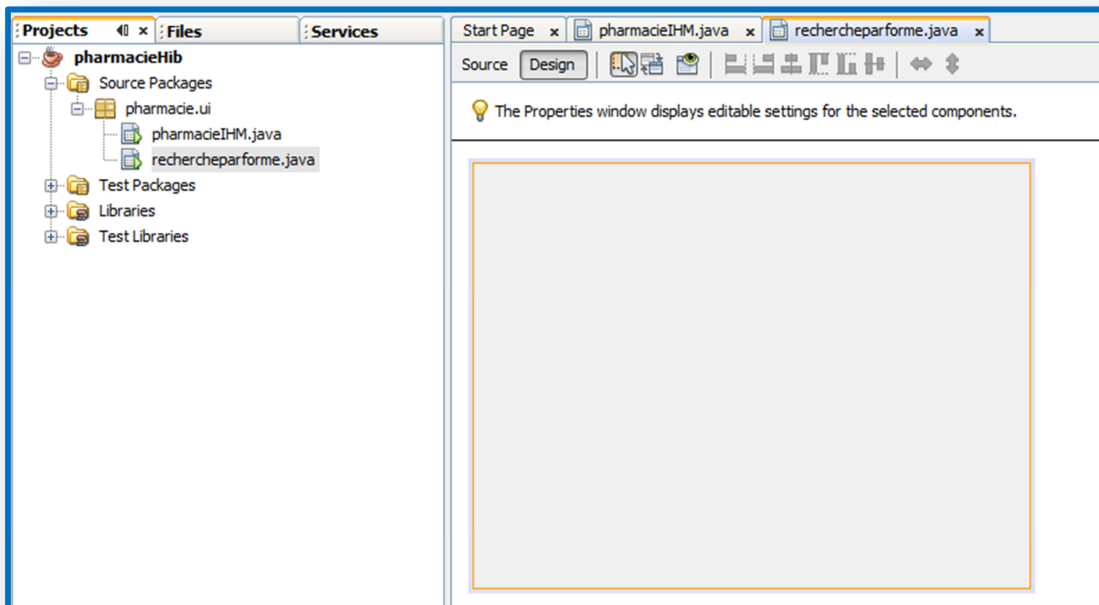 Projects
Files
Services
pharmacieHib
Source Packages
pharmacie.ui
pharmacieIHM.java
rechercheparforme.java
Test Packages
Libraries
Test Libraries
Start Page
pharmacieIHM.java
rechercheparforme.java
Source
Design
The Properties window displays editable settings for the selected components.